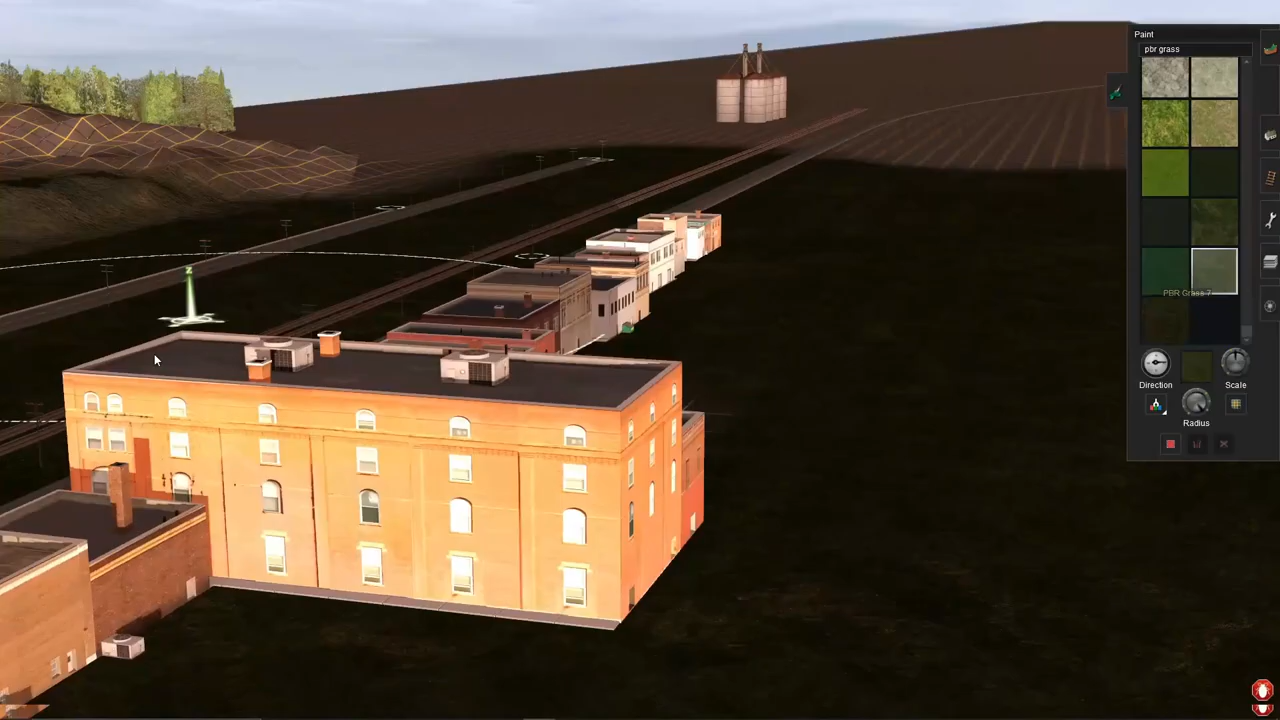 Paint
pbr grass
PBR Grass 7
Direction
Scale
Radius
Z